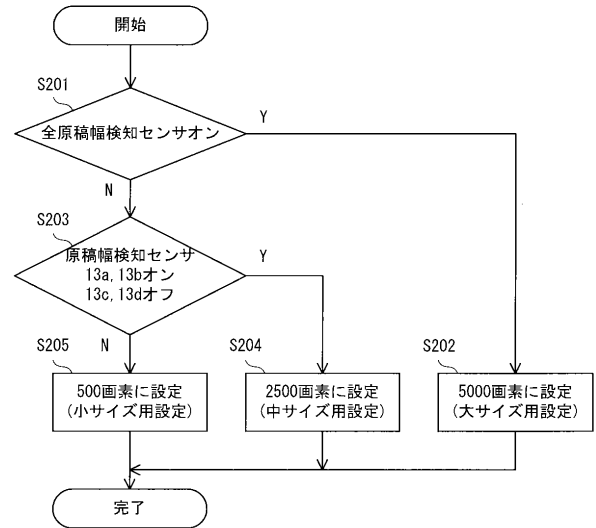 開始
S201
全原稿幅検知センサオン
Y
N
S203
原稿幅検知センサ
13a,13bオン
13c,13dオフ
Y
N
S205
500画素に設定
(小サイズ用設定)
S204
2500画素に設定
(中サイズ用設定)
S202
5000画素に設定
(大サイズ用設定)
完了